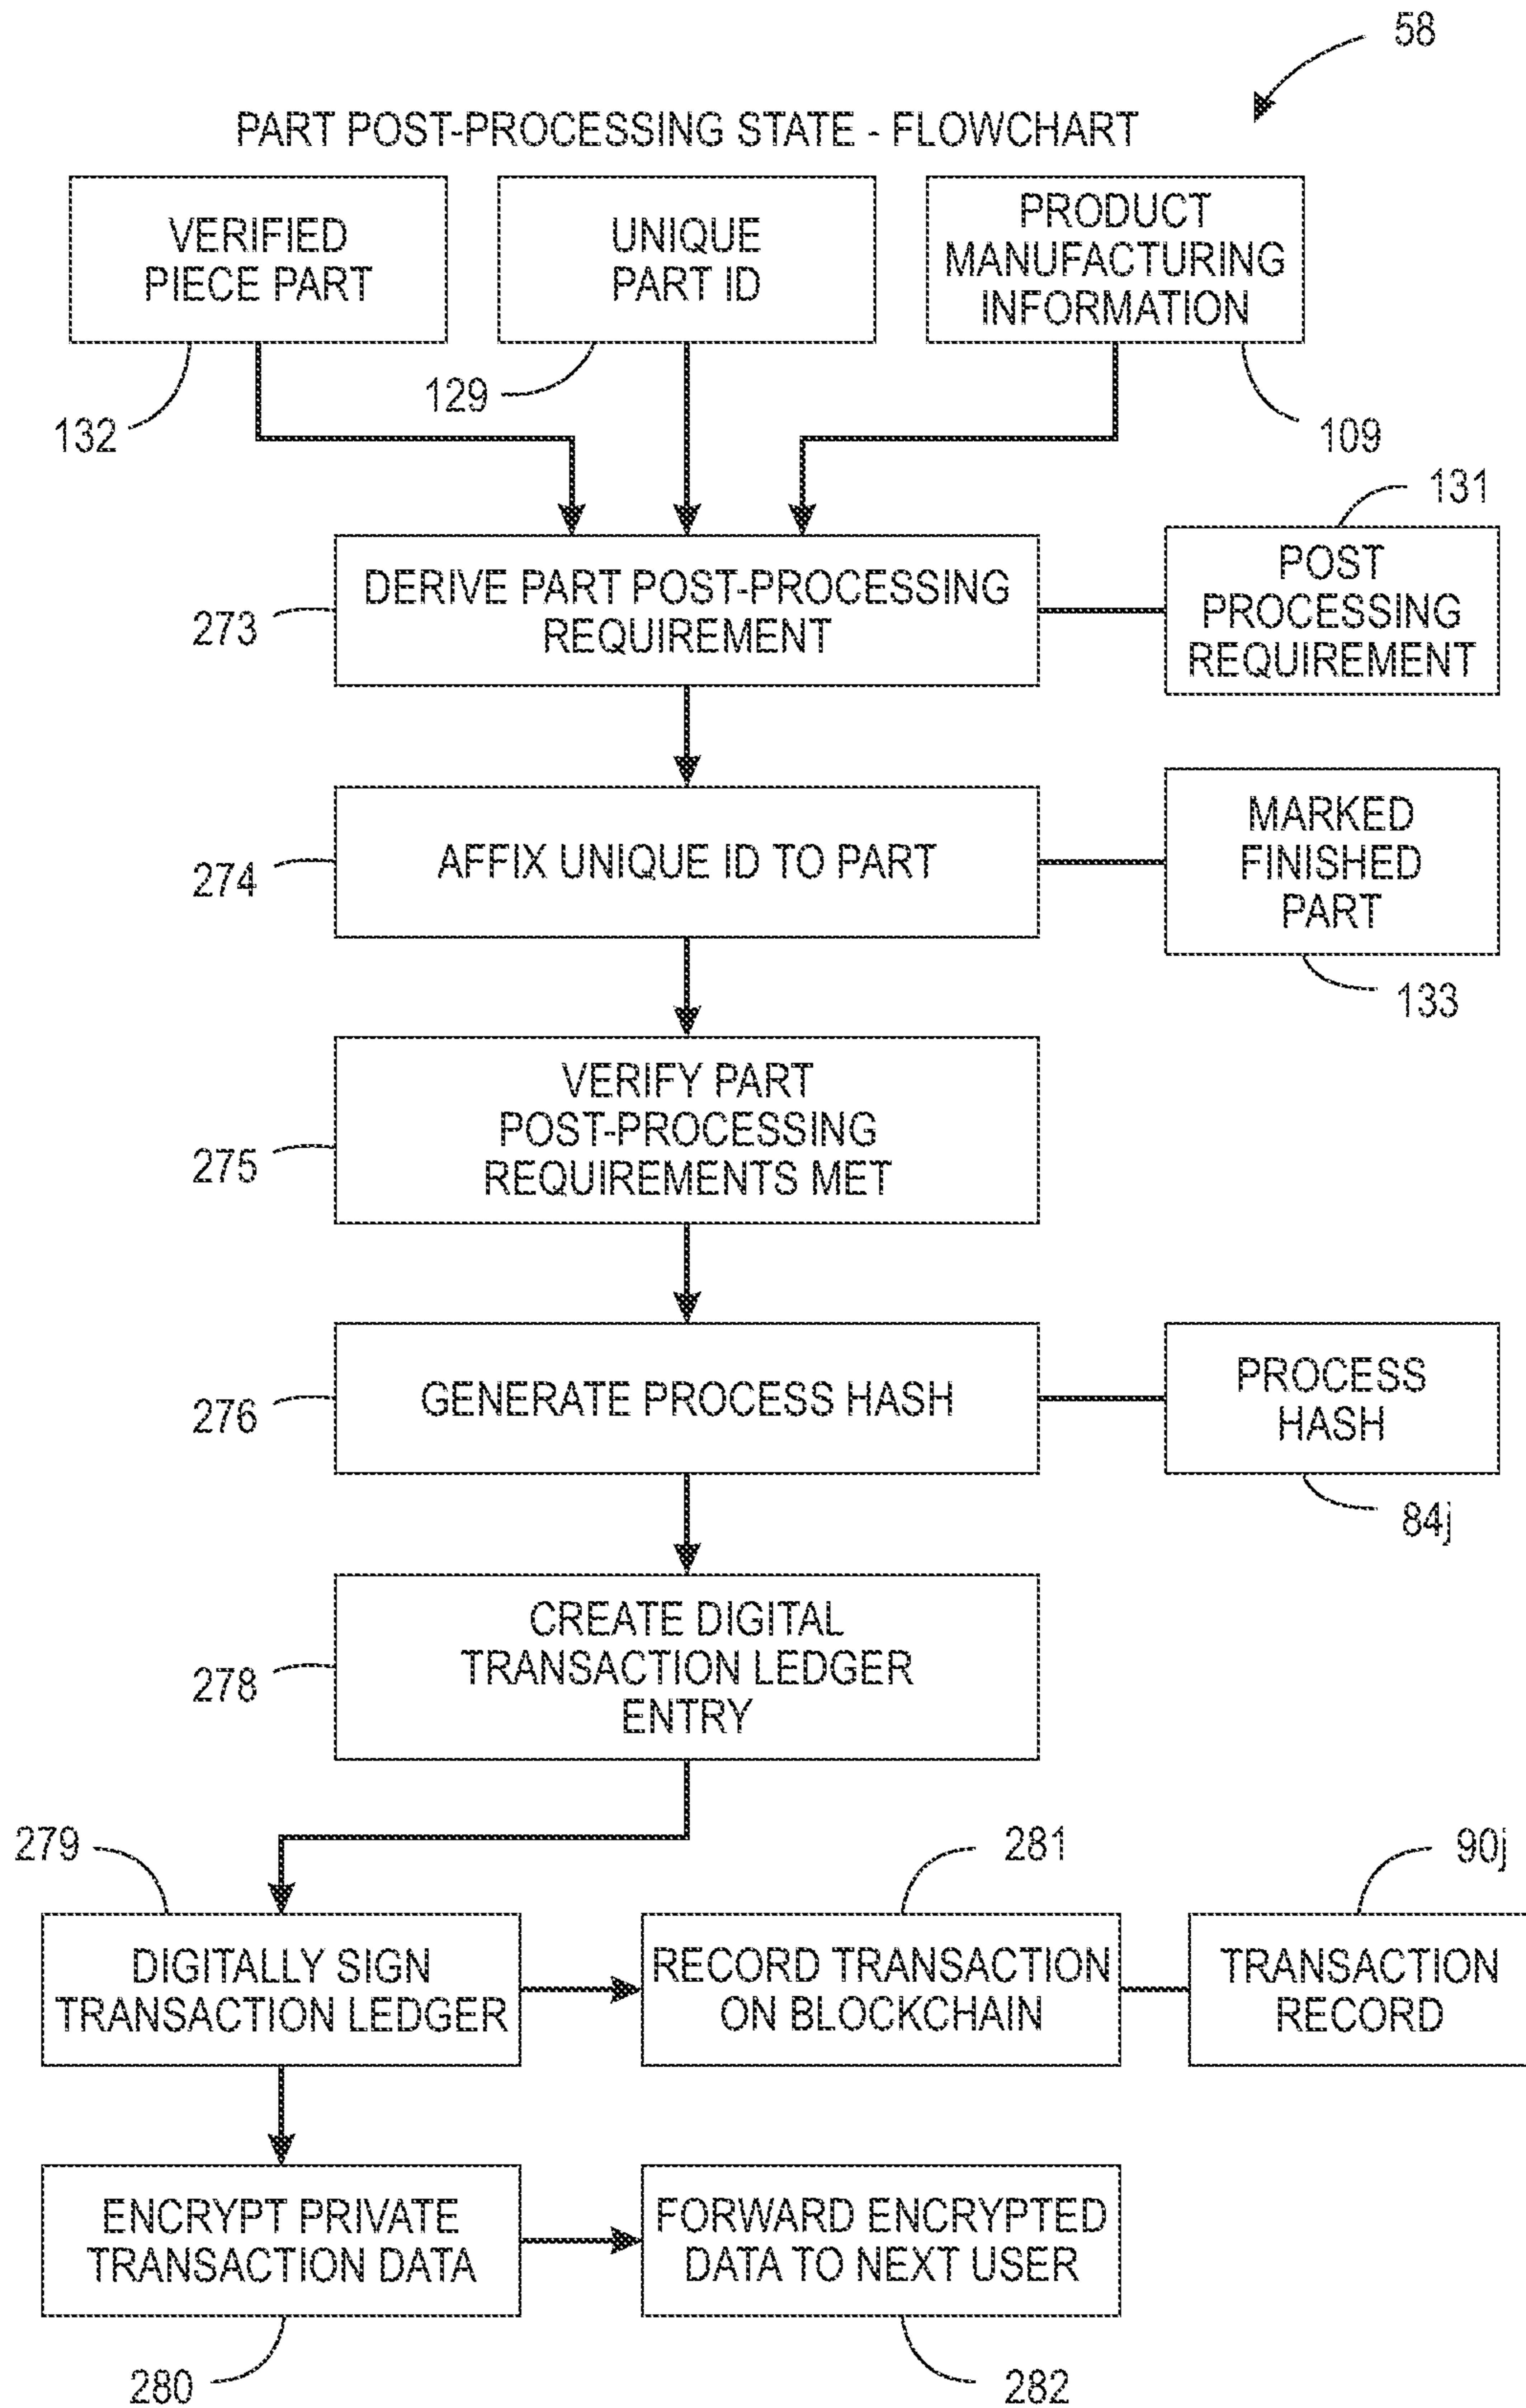 58
PART POST-PROCESSING STATE - FLOWCHART
VERIFIED
PIECE PART
UNIQUE
PART ID
PRODUCT
MANUFACTURING
INFORMATION
132
129
109
131
DERIVE PART POST-PROCESSING
REQUIREMENT
273
POST
PROCESSING
REQUIREMENT
AFFIX UNIQUE ID TO PART
274
MARKED
FINISHED
PART
133
VERIFY PART
POST-PROCESSING
REQUIREMENTS MET
275
GENERATE PROCESS HASH
276
PROCESS
HASH
84j
CREATE DIGITAL
TRANSACTION LEDGER
ENTRY
278
279
281
90j
DIGITALLY SIGN
TRANSACTION LEDGER
RECORD TRANSACTION
ON BLOCKCHAIN
TRANSACTION
RECORD
ENCRYPT PRIVATE
TRANSACTION DATA
FORWARD ENCRYPTED
DATA TO NEXT USER
280
282